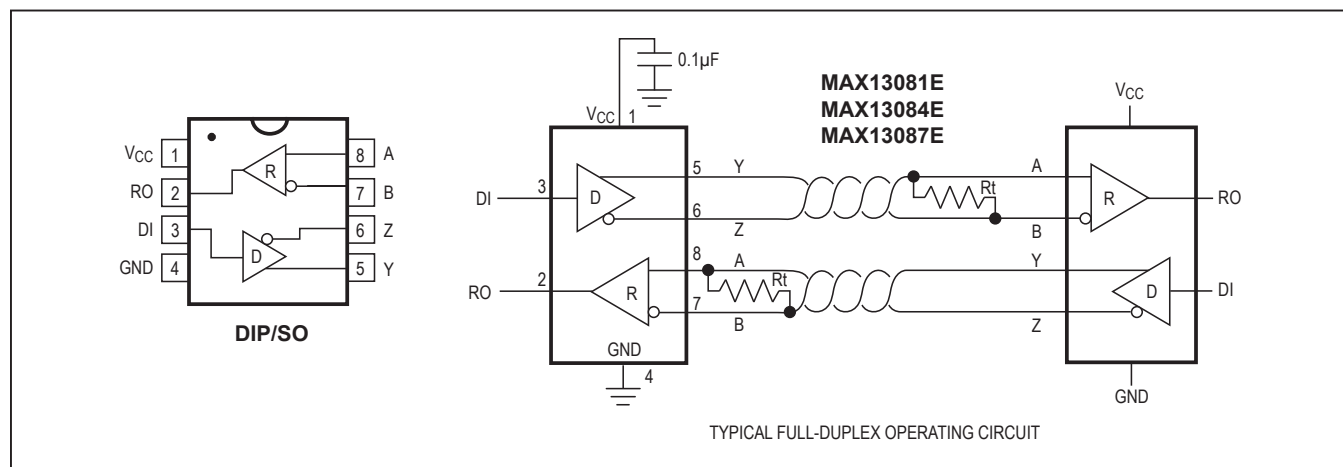 VCC 1
8 A
R
RO 2
7 B
DI 3
6 Z
D
GND 4
5 Y
DIP/SO
0.1µF
VCC 1
MAX13081E
MAX13084E
MAX13087E
VCC
5 Y
A
DI 3
D
Rt
R
RO
6
Z
B
8 A
Y
RO 2
R
Rt
D
DI
7
B
Z
GND
4
GND
TYPICAL FULL-DUPLEX OPERATING CIRCUIT